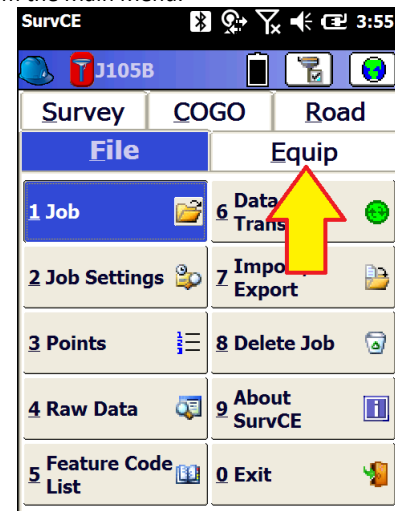 m the main menu.
SurvCE 3:55
J105B
Survey COGO Road
File Equip
1 Job
6 Data
Trans
2 Job Settings
7
Export
3 Points
8 Delete Job
4 Raw Data
9 About
SurvCE
5 Feature Code
List
0 Exit